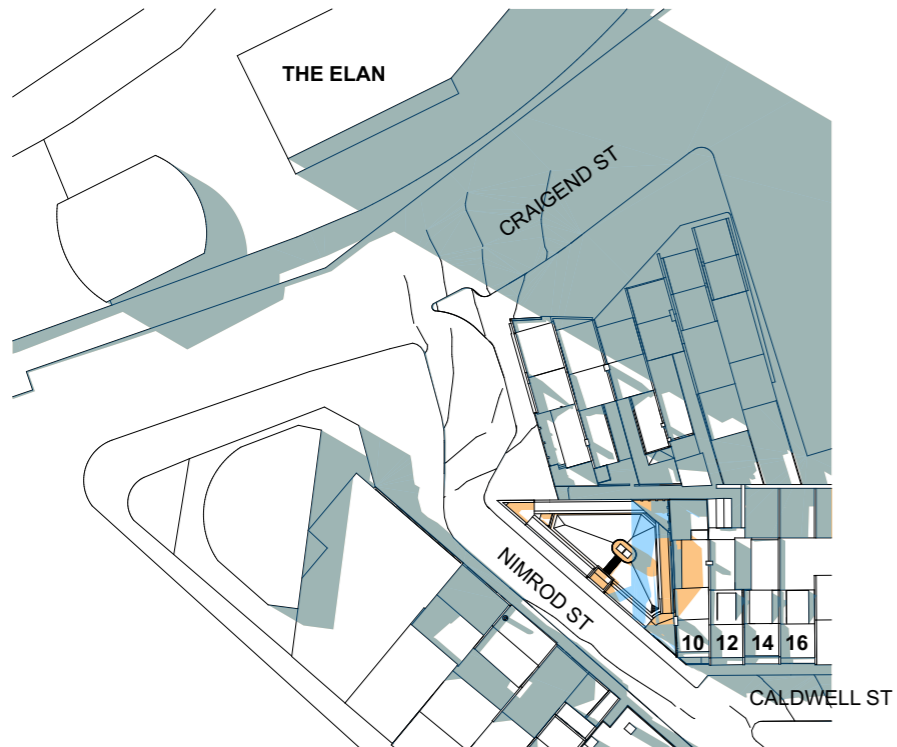 THE ELAN
CRAIGEND ST
NIMROD ST
10 12 14 16
CALDWELL ST